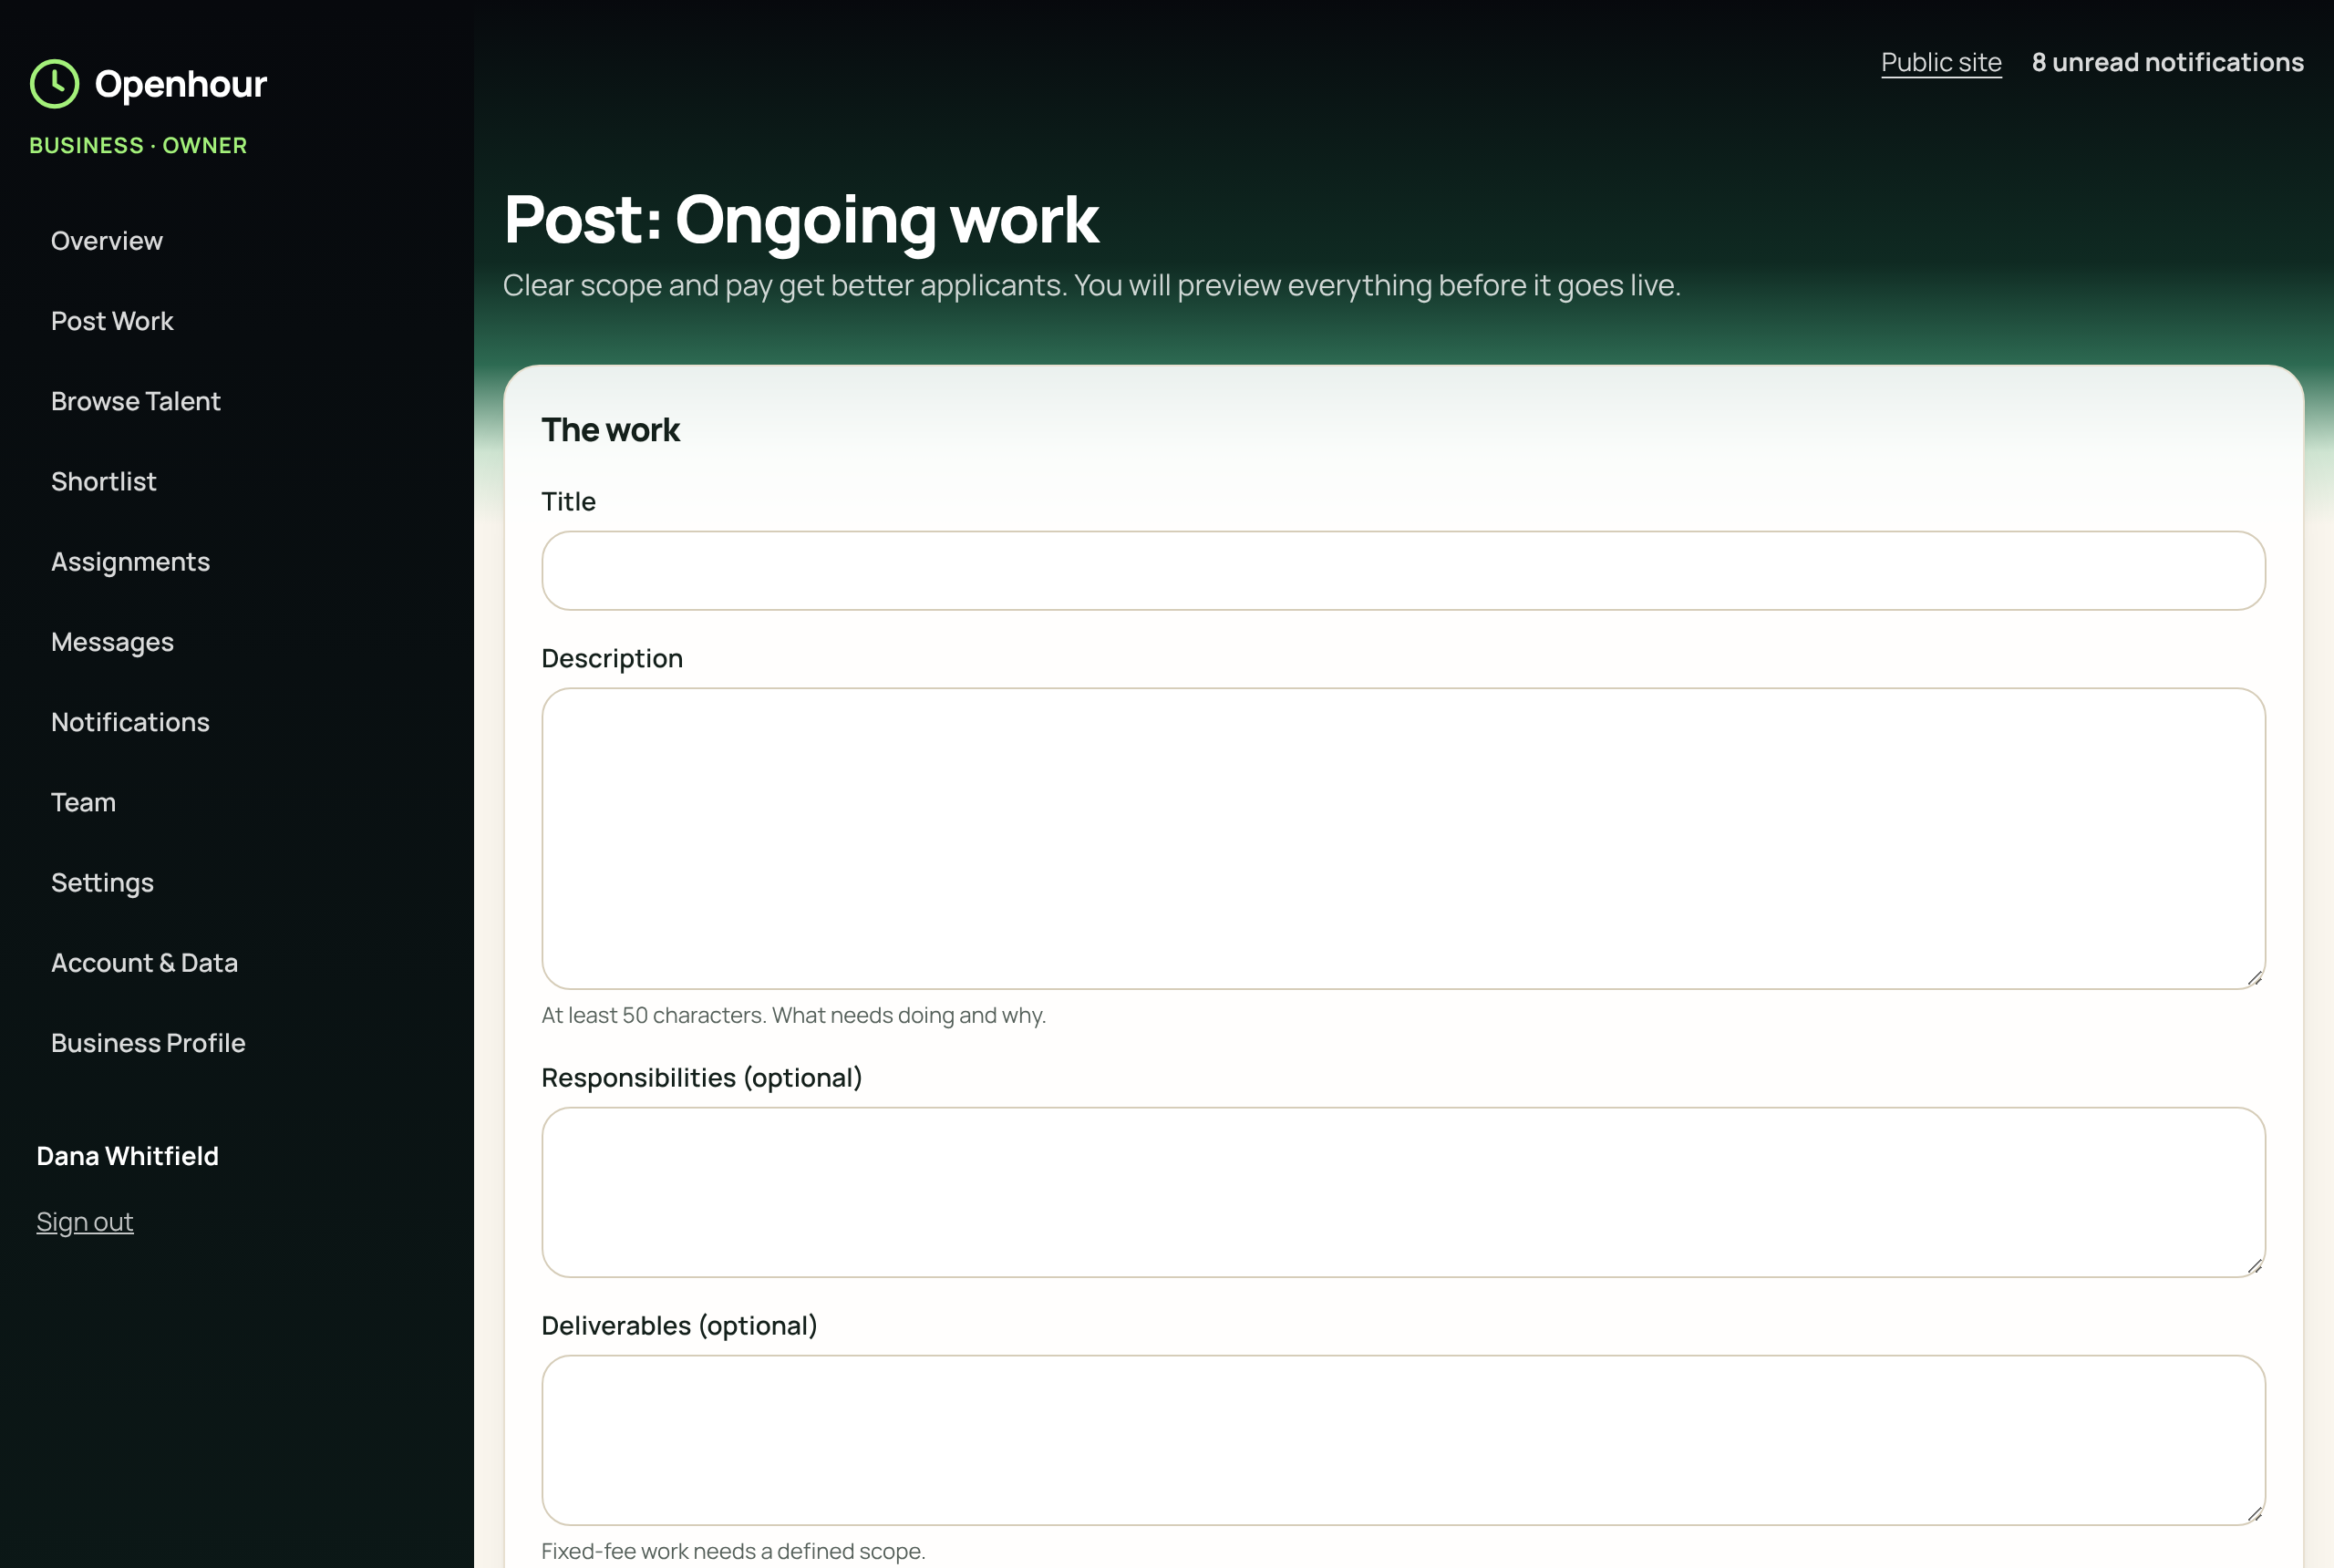 Openhour
BUSINESS · OWNER
Overview
Post Work
Browse Talent
Shortlist
Assignments
Messages
Notifications
Team
Settings
Account & Data
Business Profile
Dana Whitfield
Sign out
Public site
8 unread notifications
Post: Ongoing work
Clear scope and pay get better applicants. You will preview everything before it goes live.
The work
Title
Description
At least 50 characters. What needs doing and why.
Responsibilities (optional)
Deliverables (optional)
Fixed-fee work needs a defined scope.